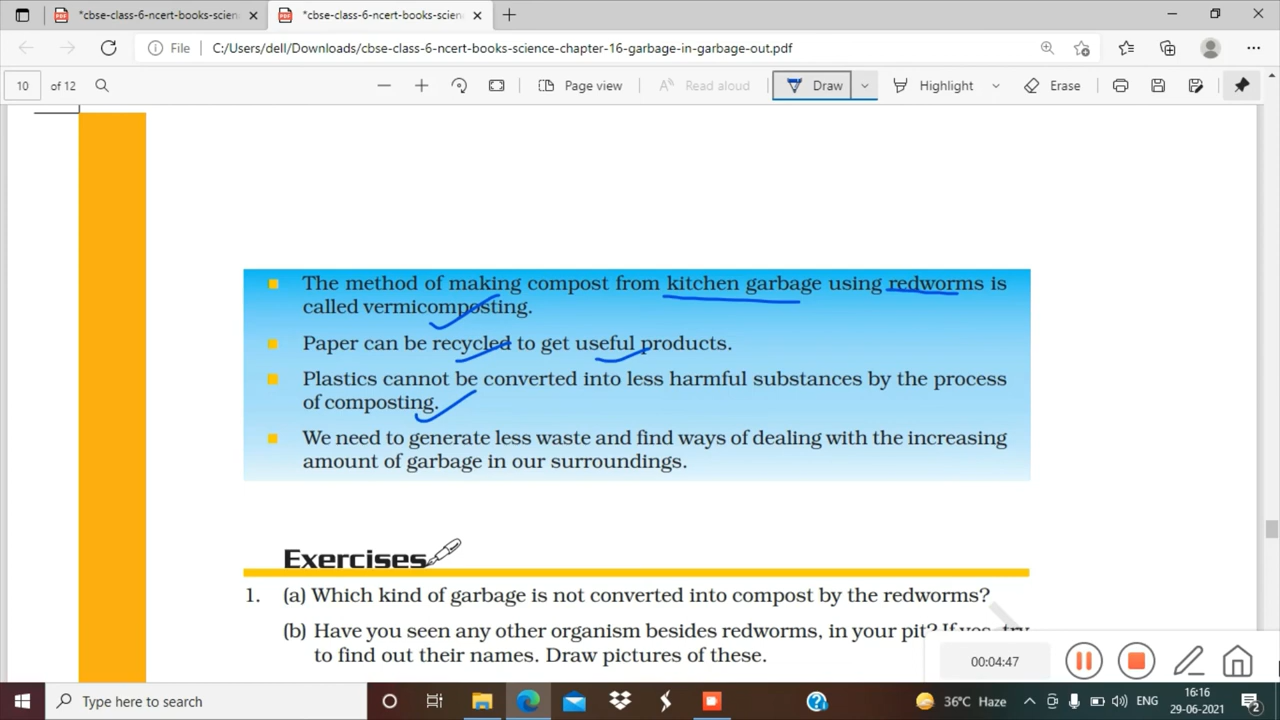 *cbse-class-6-ncert-books-scien
*cbse-class-6-ncert-books-scien
File
C:/Users/dell/Downloads/cbse-class-6-ncert-books-science-chapter-16-garbage-in-garbage-out.pdf
10 of 12
Page view
Read aloud
Draw
Highlight
Erase
The method of making compost from kitchen garbage using redworms is
called vermicomposting.
Paper can be recycled to get useful products.
Plastics cannot be converted into less harmful substances by the process
of composting.
We need to generate less waste and find ways of dealing with the increasing
amount of garbage in our surroundings.
Exercises
1. (a) Which kind of garbage is not converted into compost by the redworms?
(b) Have you seen any other organism besides redworms, in your pit? If yes, try
to find out their names. Draw pictures of these.
00:04:47
Type here to search
36°C Haze
ENG
16:16
29-06-2021
2